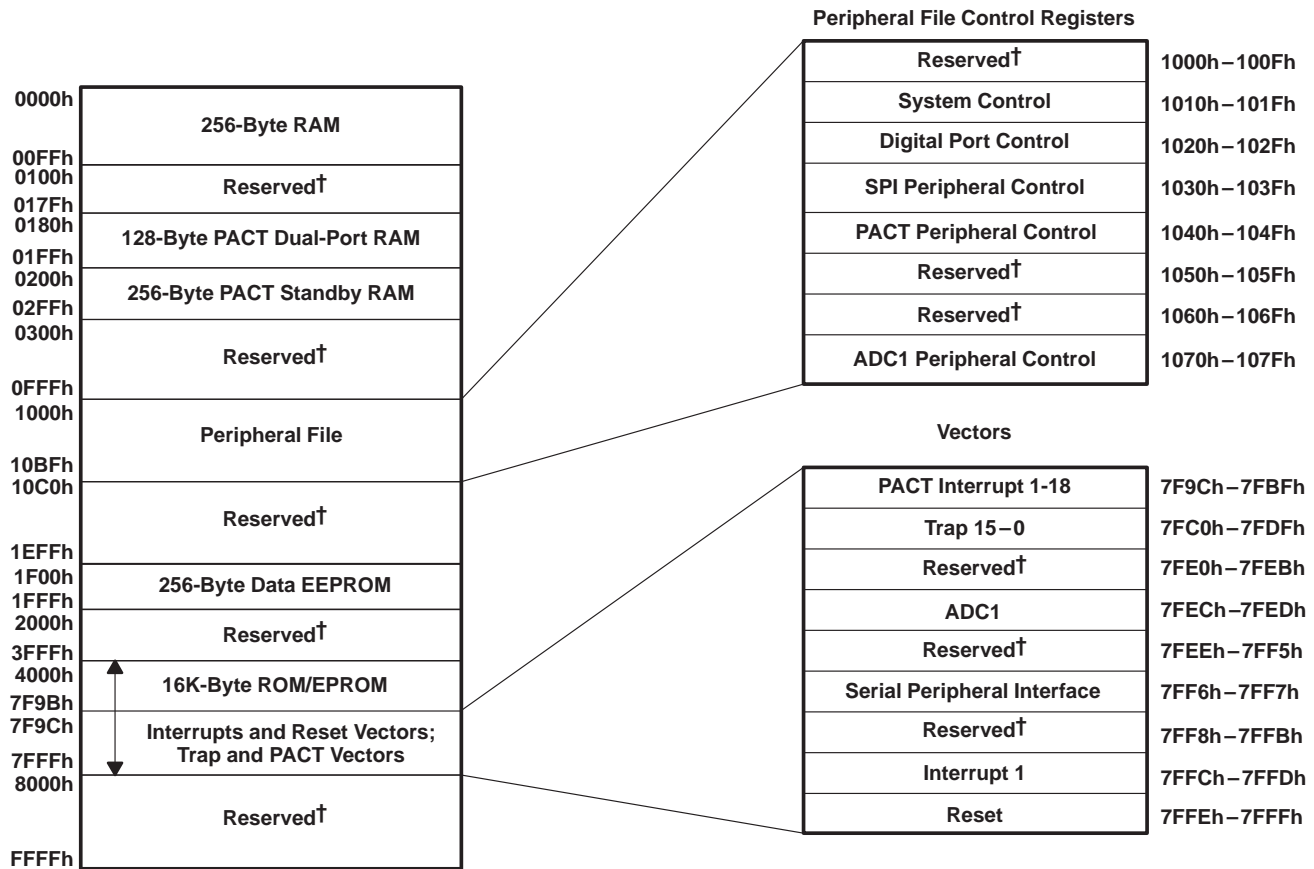 Peripheral File Control Registers
0000h
256-Byte RAM
00FFh
0100h
Reserved†
017Fh
0180h
128-Byte PACT Dual-Port RAM
01FFh
0200h
256-Byte PACT Standby RAM
02FFh
0300h
Reserved†
0FFFh
1000h
Peripheral File
10BFh
10C0h
Reserved†
1EFFh
1F00h
256-Byte Data EEPROM
1FFFh
2000h
Reserved†
3FFFh
4000h
16K-Byte ROM/EPROM
7F9Bh
7F9Ch
Interrupts and Reset Vectors;
Trap and PACT Vectors
7FFFh
8000h
Reserved†
FFFFh
Reserved† 1000h–100Fh
System Control 1010h–101Fh
Digital Port Control 1020h–102Fh
SPI Peripheral Control 1030h–103Fh
PACT Peripheral Control 1040h–104Fh
Reserved† 1050h–105Fh
Reserved† 1060h–106Fh
ADC1 Peripheral Control 1070h–107Fh
Vectors
PACT Interrupt 1-18 7F9Ch–7FBFh
Trap 15–0 7FC0h–7FDFh
Reserved† 7FE0h–7FEBh
ADC1 7FECh–7FEDh
Reserved† 7FEEh–7FF5h
Serial Peripheral Interface 7FF6h–7FF7h
Reserved† 7FF8h–7FFBh
Interrupt 1 7FFCh–7FFDh
Reset 7FFEh–7FFFh